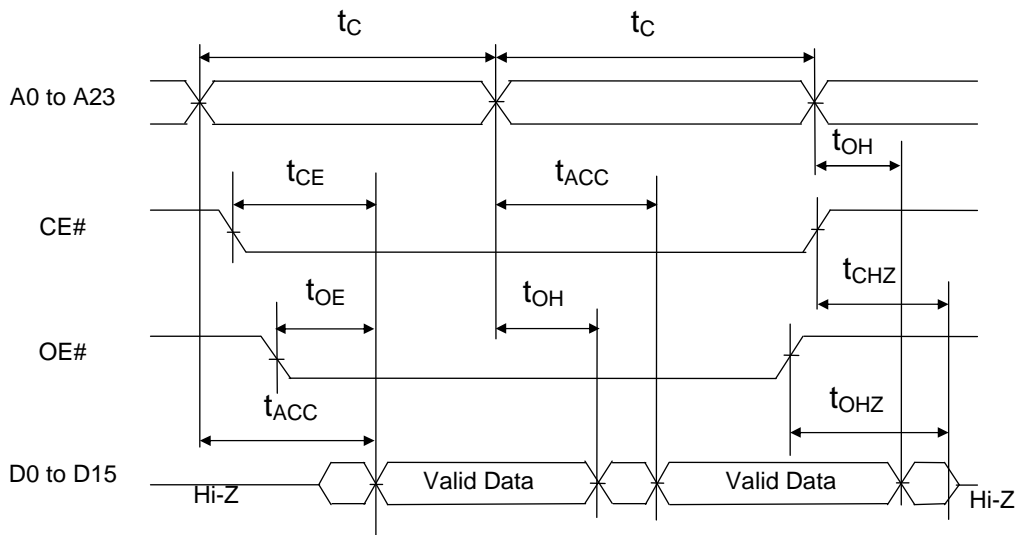 tC tC
A0 to A23
tOH
tCE tACC
CE#
tCHZ
tOE tOH
OE#
tOHZ
tACC
D0 to D15 Valid Data Valid Data
Hi-Z Hi-Z